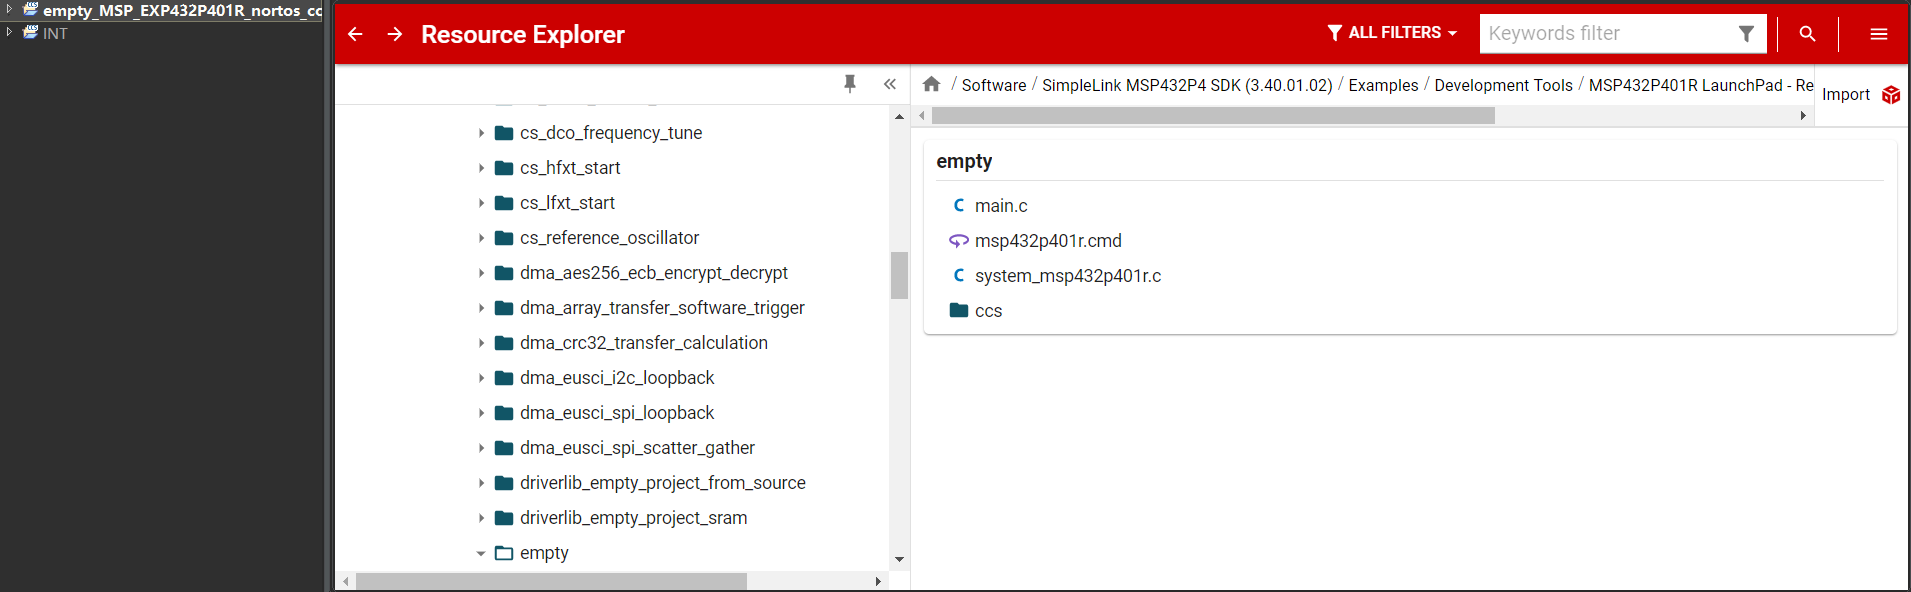 empty_MSP_EXP432P401R_nortos_cc
INT
Resource Explorer
ALL FILTERS
Keywords filter
/ Software / SimpleLink MSP432P4 SDK (3.40.01.02) / Examples / Development Tools / MSP432P401R LaunchPad - Re
Import
cs_dco_frequency_tune
cs_hfxt_start
cs_lfxt_start
cs_reference_oscillator
dma_aes256_ecb_encrypt_decrypt
dma_array_transfer_software_trigger
dma_crc32_transfer_calculation
dma_eusci_i2c_loopback
dma_eusci_spi_loopback
dma_eusci_spi_scatter_gather
driverlib_empty_project_from_source
driverlib_empty_project_sram
empty
empty
main.c
msp432p401r.cmd
system_msp432p401r.c
ccs